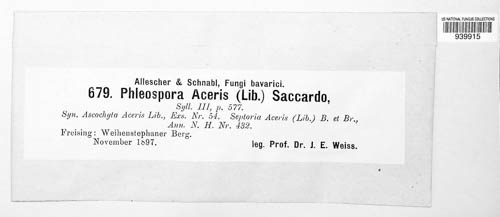 US NATIONAL FUNGUS COLLECTIONS
939915
Allescher & Schnabl, Fungi bavarici.
679. Phleospora Aceris (Lib.) Saccardo,
Syll. III, p. 577.
Syn. Ascochyta Aceris Lib., Exs. Nr. 54. Septoria Aceris (Lib.) B. et Br.,
Ann. N. H. Nr. 432.
Freising: Weihenstephaner Berg.
November 1897.
leg. Prof. Dr. J. E. Weiss.